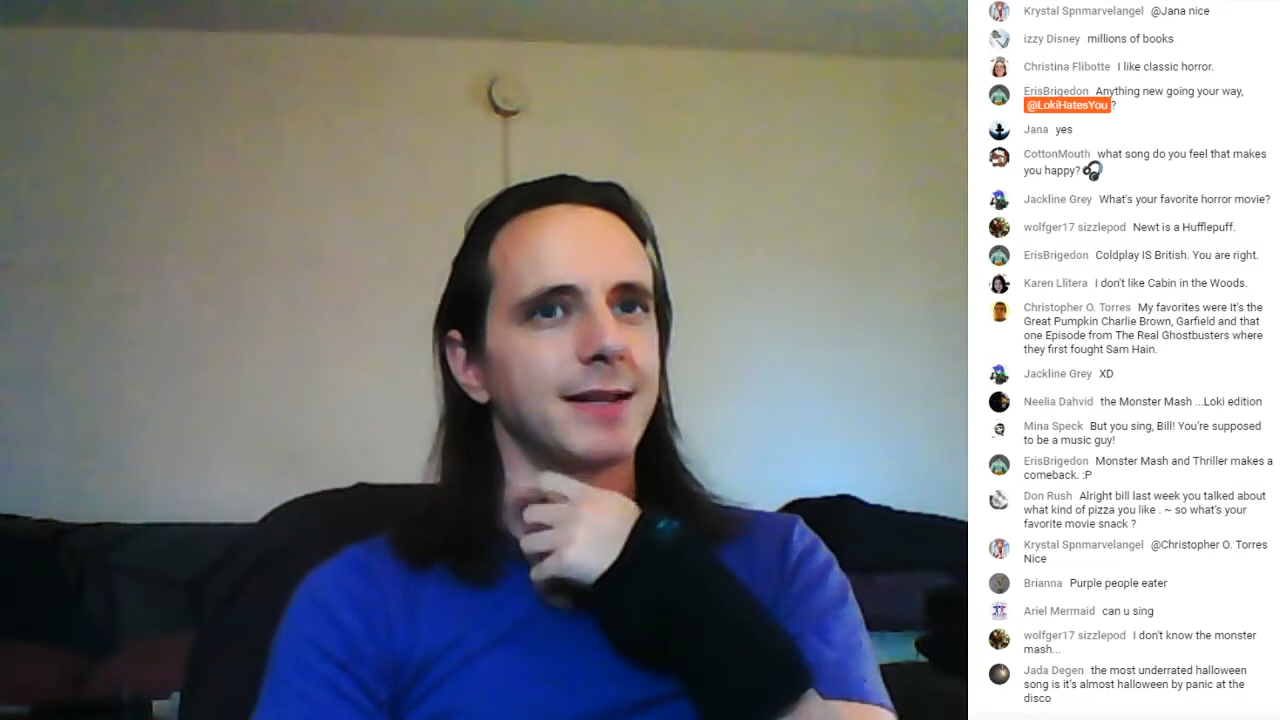 Krystal Spnmarvelangel @Jana nice
izzy Disney millions of books
Christina Flibotte I like classic horror.
ErisBrigedon Anything new going your way,
@LokiHatesYou ?
Jana yes
CottonMouth what song do you feel that makes
you happy?
Jackline Grey What's your favorite horror movie?
wolfger17 sizzlepod Newt is a Hufflepuff.
ErisBrigedon Coldplay IS British. You are right.
Karen Llitera I don't like Cabin in the Woods.
Christopher O. Torres My favorites were It's the
Great Pumpkin Charlie Brown, Garfield and that
one Episode from The Real Ghostbusters where
they first fought Sam Hain.
Jackline Grey XD
Neelia Dahvid the Monster Mash ...Loki edition
Mina Speck But you sing, Bill! You're supposed
to be a music guy!
ErisBrigedon Monster Mash and Thriller makes a
comeback. :P
Don Rush Alright bill last week you talked about
what kind of pizza you like . ~ so what's your
favorite movie snack ?
Krystal Spnmarvelangel @Christopher O. Torres
Nice
Brianna Purple people eater
Ariel Mermaid can u sing
wolfger17 sizzlepod I don't know the monster
mash...
Jada Degen the most underrated halloween
song is it's almost halloween by panic at the
disco